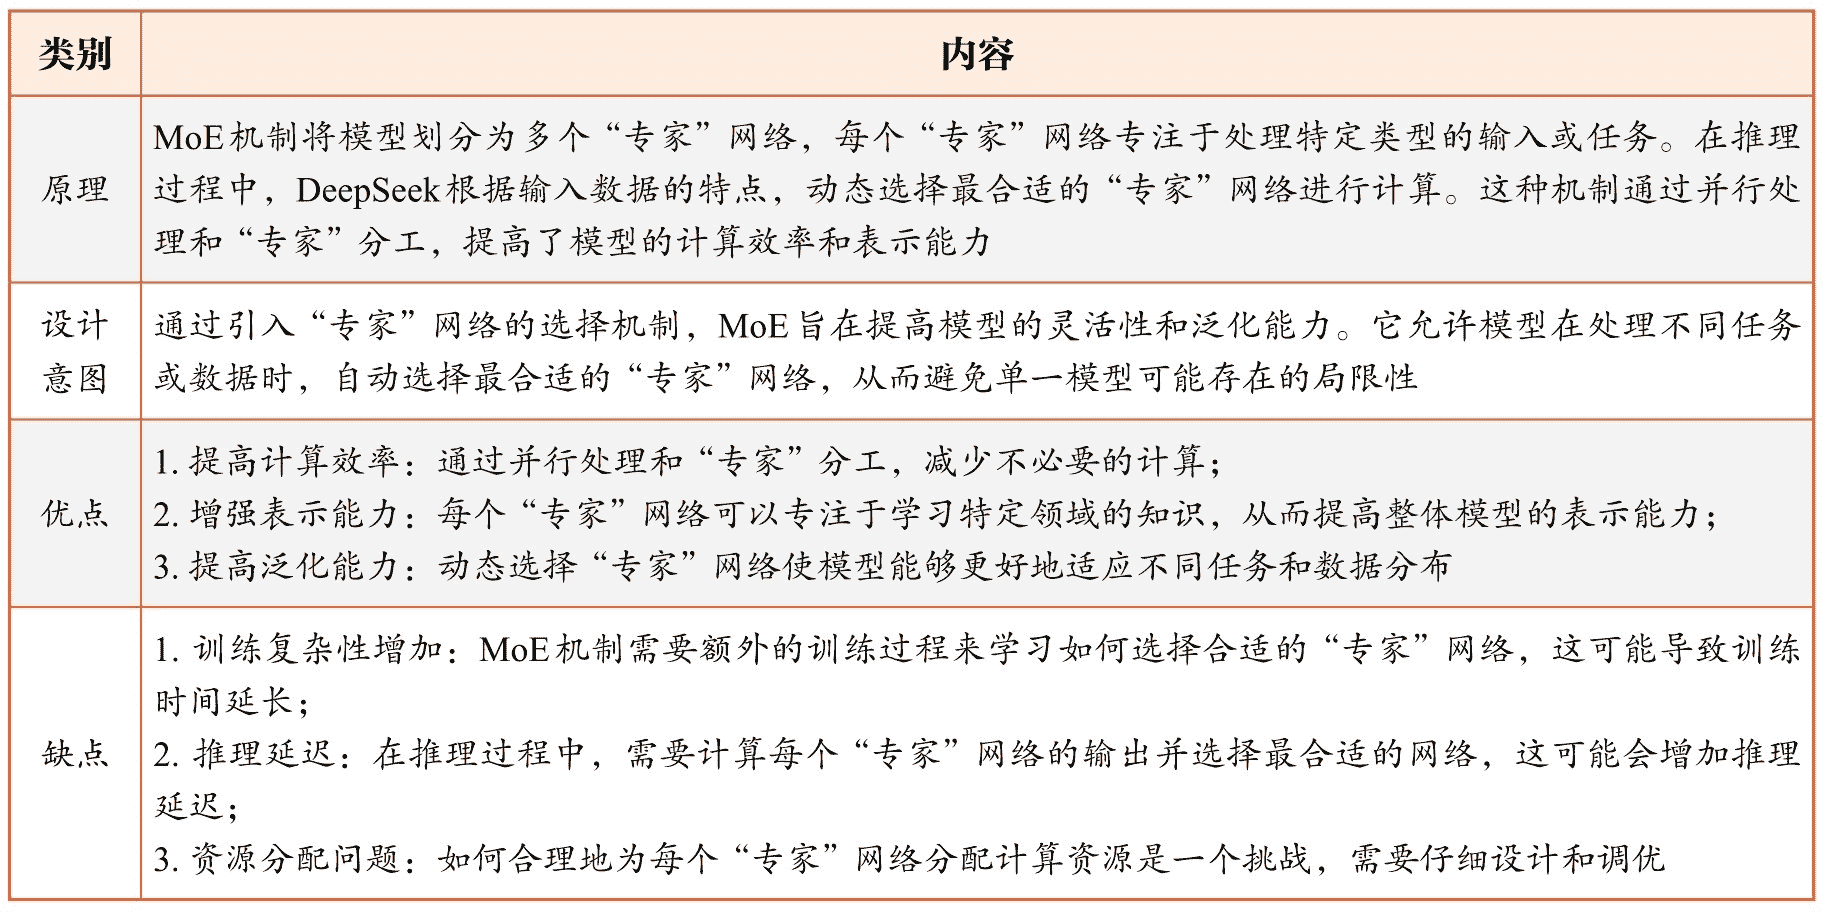 类别 内容
MoE机制将模型划分为多个“专家”网络，每个“专家”网络专注于处理特定类型的输入或任务。在推理
原理 过程中，DeepSeek根据输入数据的特点，动态选择最合适的“专家”网络进行计算。这种机制通过并行处
理和“专家”分工，提高了模型的计算效率和表示能力
设计 通过引入“专家”网络的选择机制，MoE旨在提高模型的灵活性和泛化能力。它允许模型在处理不同任务
意图 或数据时，自动选择最合适的“专家”网络，从而避免单一模型可能存在的局限性
1. 提高计算效率：通过并行处理和“专家”分工，减少不必要的计算；
优点 2. 增强表示能力：每个“专家”网络可以专注于学习特定领域的知识，从而提高整体模型的表示能力；
3. 提高泛化能力：动态选择“专家”网络使模型能够更好地适应不同任务和数据分布
1. 训练复杂性增加：MoE机制需要额外的训练过程来学习如何选择合适的“专家”网络，这可能导致训练
时间延长；
缺点 2. 推理延迟：在推理过程中，需要计算每个“专家”网络的输出并选择最合适的网络，这可能会增加推理
延迟；
3. 资源分配问题：如何合理地为每个“专家”网络分配计算资源是一个挑战，需要仔细设计和调优